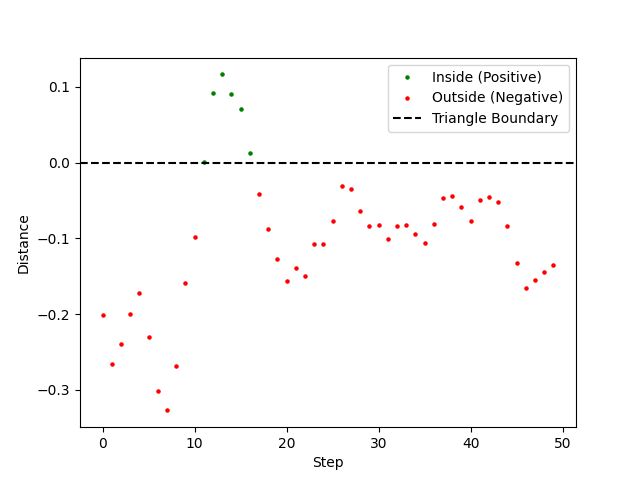 Inside (Positive)
Outside (Negative)
Triangle Boundary
0.1
0.0
−0.1
−0.2
−0.3
Distance
0
10
20
30
40
50
Step